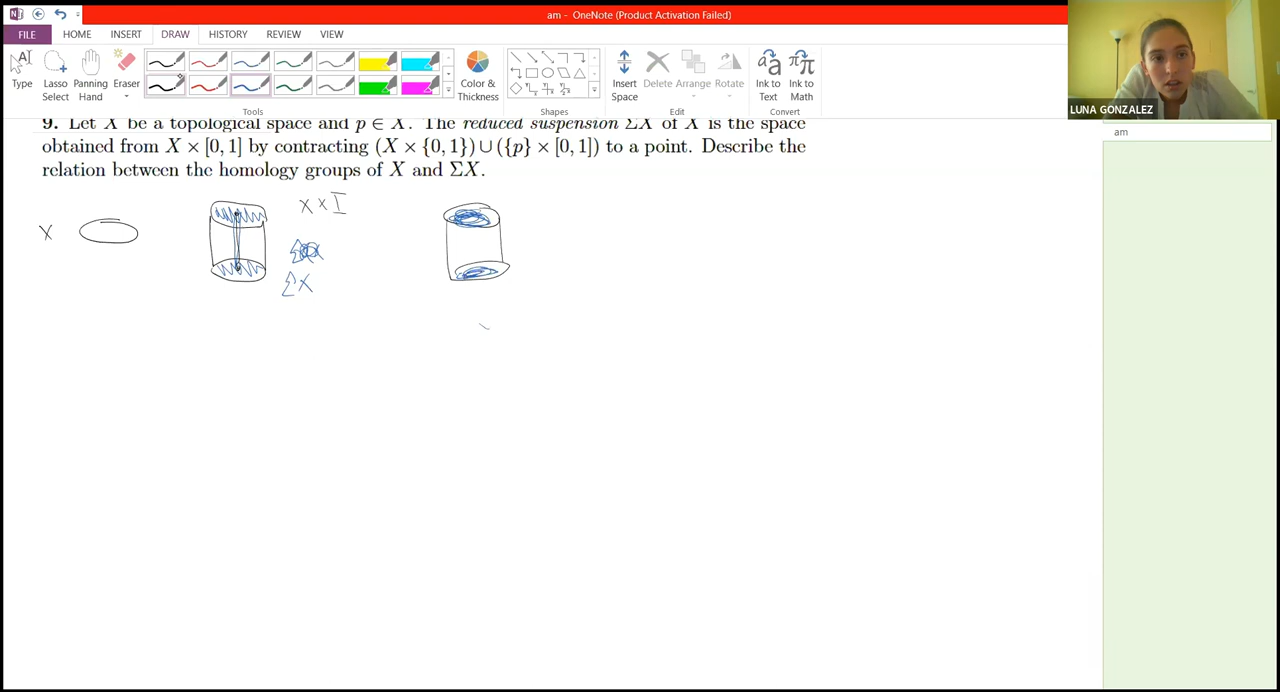 am - OneNote (Product Activation Failed)
FILE HOME INSERT DRAW HISTORY REVIEW VIEW
Type Lasso Select Panning Hand Eraser Color & Thickness Insert Space Delete Arrange Rotate Ink to Text Ink to Math
Tools Shapes Edit Convert
LUNA GONZALEZ
am
9. Let X be a topological space and p ∈ X. The reduced suspension ΣX of X is the space
obtained from X × [0, 1] by contracting (X × {0, 1}) ∪ ({p} × [0, 1]) to a point. Describe the
relation between the homology groups of X and ΣX.
X × I
X
ΣX